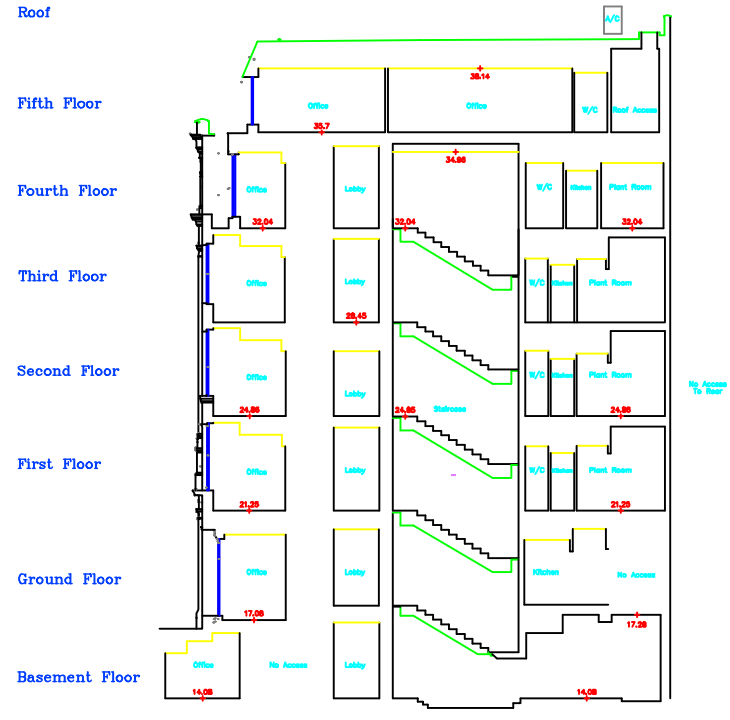 Roof
A/C
38.14
Fifth Floor
Office
Office
W/C
Roof Access
35.7
34.96
Fourth Floor
Office
Lobby
W/C
Kitchen
Plant Room
32.04
32.04
32.04
Third Floor
Office
Lobby
W/C
Kitchen
Plant Room
28.45
Second Floor
Office
Lobby
W/C
Kitchen
Plant Room
No Access
To Rear
24.86
24.85
Staircase
24.86
First Floor
Office
Lobby
W/C
Kitchen
Plant Room
21.25
21.25
Ground Floor
Office
Lobby
Kitchen
No Access
17.08
17.28
Basement Floor
Office
No Access
Lobby
14.08
14.08